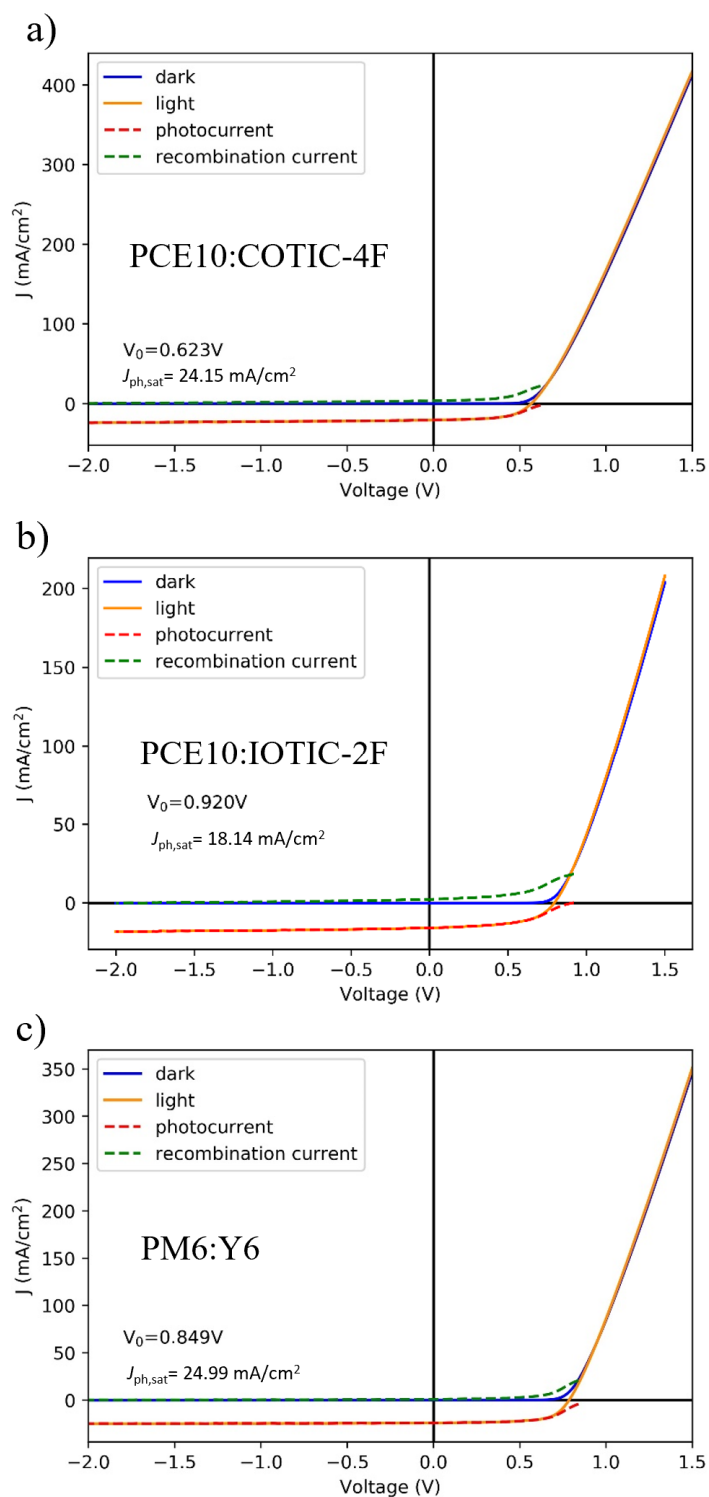 a)
dark
light
photocurrent
recombination current
400
300
200
100
0
J (mA/cm²)
PCE10:COTIC-4F
V₀=0.623V
J_ph,sat= 24.15 mA/cm²
−2.0 −1.5 −1.0 −0.5 0.0 0.5 1.0 1.5
Voltage (V)
b)
dark
light
photocurrent
recombination current
200
150
100
50
0
J (mA/cm²)
PCE10:IOTIC-2F
V₀=0.920V
J_ph,sat= 18.14 mA/cm²
−2.0 −1.5 −1.0 −0.5 0.0 0.5 1.0 1.5
Voltage (V)
c)
dark
light
photocurrent
recombination current
350
300
250
200
150
100
50
0
J (mA/cm²)
PM6:Y6
V₀=0.849V
J_ph,sat= 24.99 mA/cm²
−2.0 −1.5 −1.0 −0.5 0.0 0.5 1.0 1.5
Voltage (V)